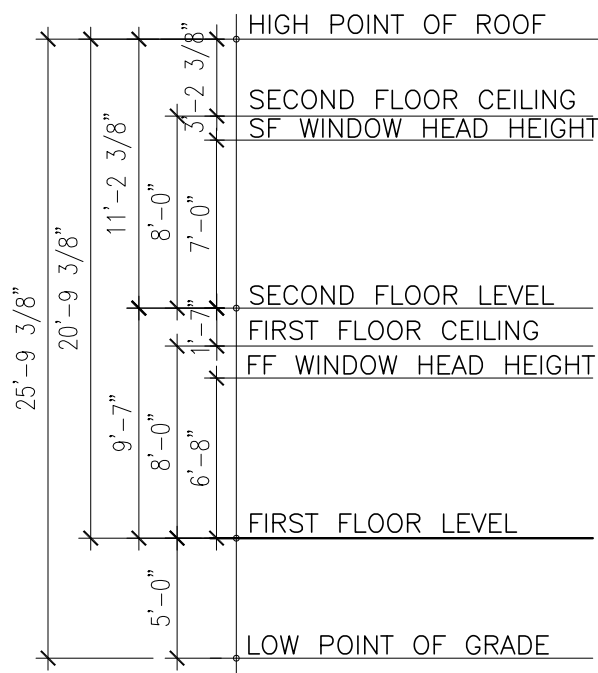 HIGH POINT OF ROOF
3'-2 3/8"
SECOND FLOOR CEILING
SF WINDOW HEAD HEIGHT
11'-2 3/8"
8'-0"
7'-0"
20'-9 3/8"
25'-9 3/8"
SECOND FLOOR LEVEL
1'-7"
FIRST FLOOR CEILING
FF WINDOW HEAD HEIGHT
9'-7"
8'-0"
6'-8"
FIRST FLOOR LEVEL
5'-0"
LOW POINT OF GRADE